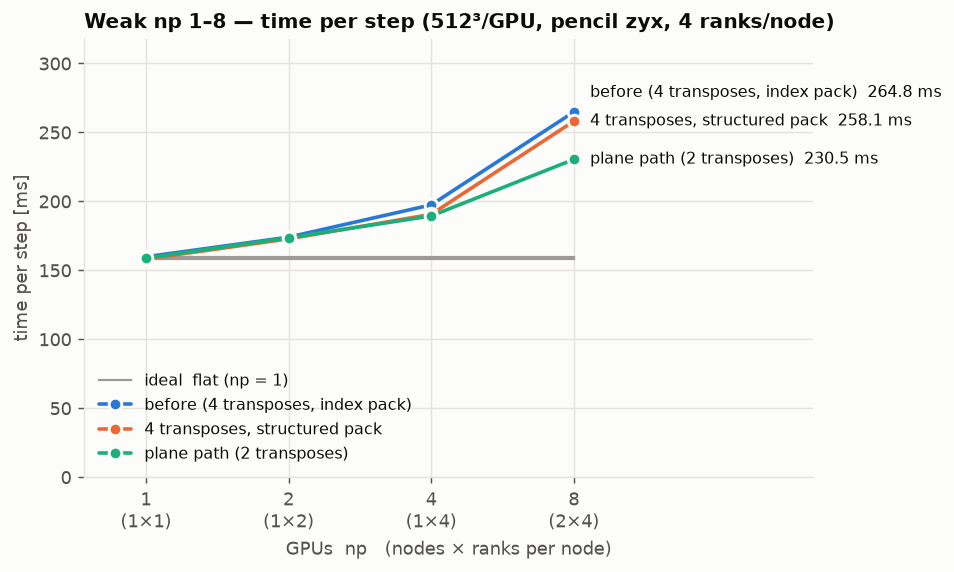 Weak np 1–8 — time per step (512³/GPU, pencil zyx, 4 ranks/node)
300
250
200
150
100
50
0
time per step [ms]
before (4 transposes, index pack)  264.8 ms
4 transposes, structured pack  258.1 ms
plane path (2 transposes)  230.5 ms
ideal  flat (np = 1)
before (4 transposes, index pack)
4 transposes, structured pack
plane path (2 transposes)
1 2 4 8
(1×1) (1×2) (1×4) (2×4)
GPUs  np   (nodes × ranks per node)